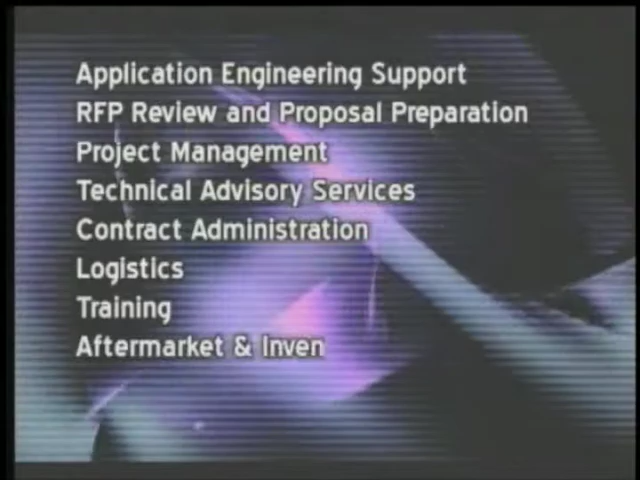 Application Engineering Support
RFP Review and Proposal Preparation
Project Management
Technical Advisory Services
Contract Administration
Logistics
Training
Aftermarket & Inven